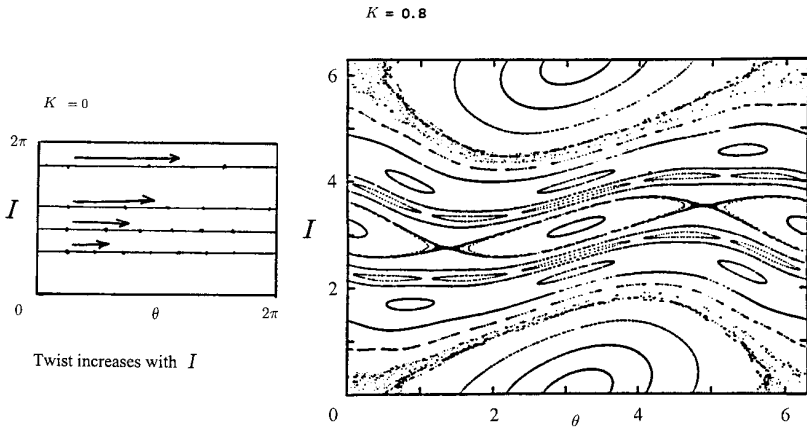 K = 0.8
K = 0
2π
I
0
θ
2π
Twist increases with I
6
4
I
2
0
2
θ
4
6